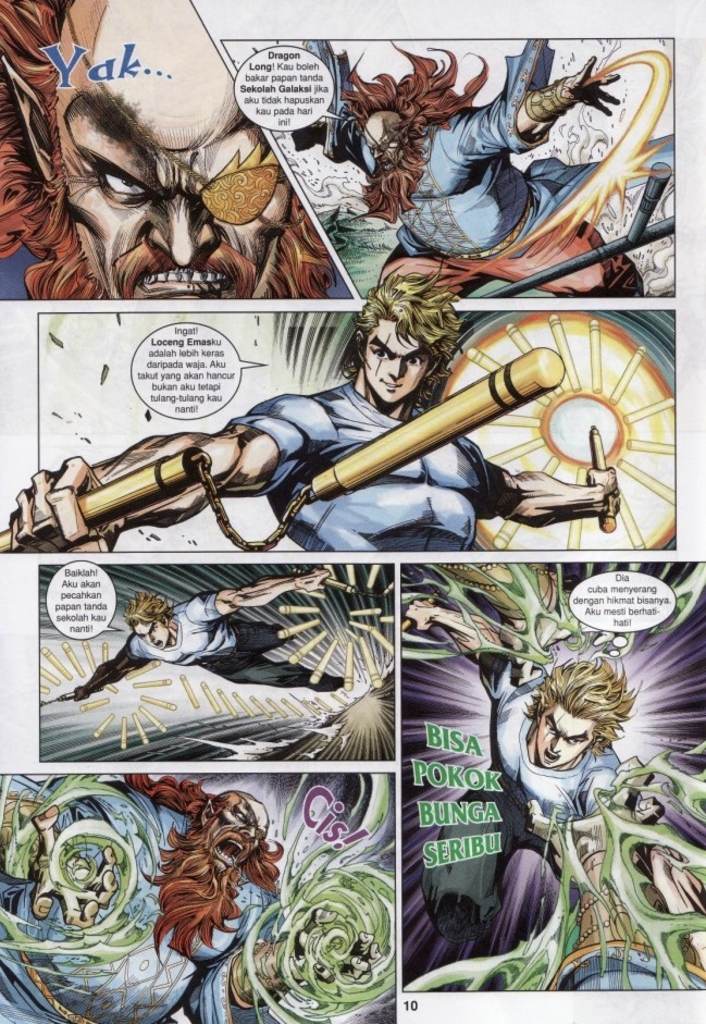 Yak...
Dragon
Long! Kau boleh
bakar papan tanda
Sekolah Galaksi jika
aku tidak hapuskan
kau pada hari
ini!
Ingat!
Loceng Emasku
adalah lebih keras
daripada waja. Aku
takut yang akan hancur
bukan aku tetapi
tulang-tulang kau
nanti!
Baiklah!
Aku akan
pecahkan
papan tanda
sekolah kau
nanti!
Dia
cuba menyerang
dengan hikmat bisanya.
Aku mesti berhati-
hati!
BISA
POKOK
BUNGA
SERIBU
Cis!
10